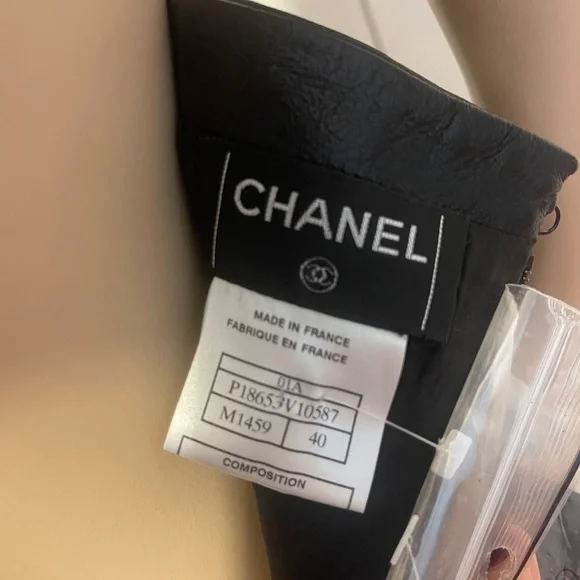 CHANEL
MADE IN FRANCE
FABRIQUE EN FRANCE
01A
P18653V10587
M1459 40
COMPOSITION